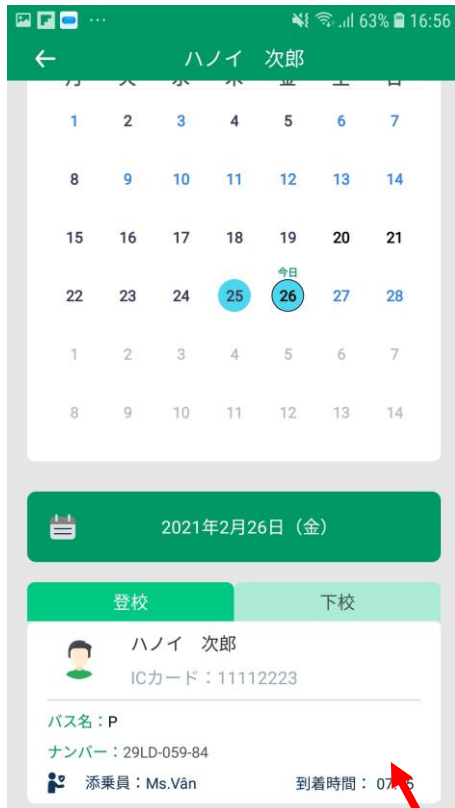 63% 16:56
ハノイ 次郎
1 2 3 4 5 6 7
8 9 10 11 12 13 14
15 16 17 18 19 20 21
今日
22 23 24 25 26 27 28
1 2 3 4 5 6 7
8 9 10 11 12 13 14
2021年2月26日（金）
登校 下校
ハノイ 次郎
ICカード：11112223
バス名：P
ナンバー：29LD-059-84
添乗員：Ms.Vân 到着時間：